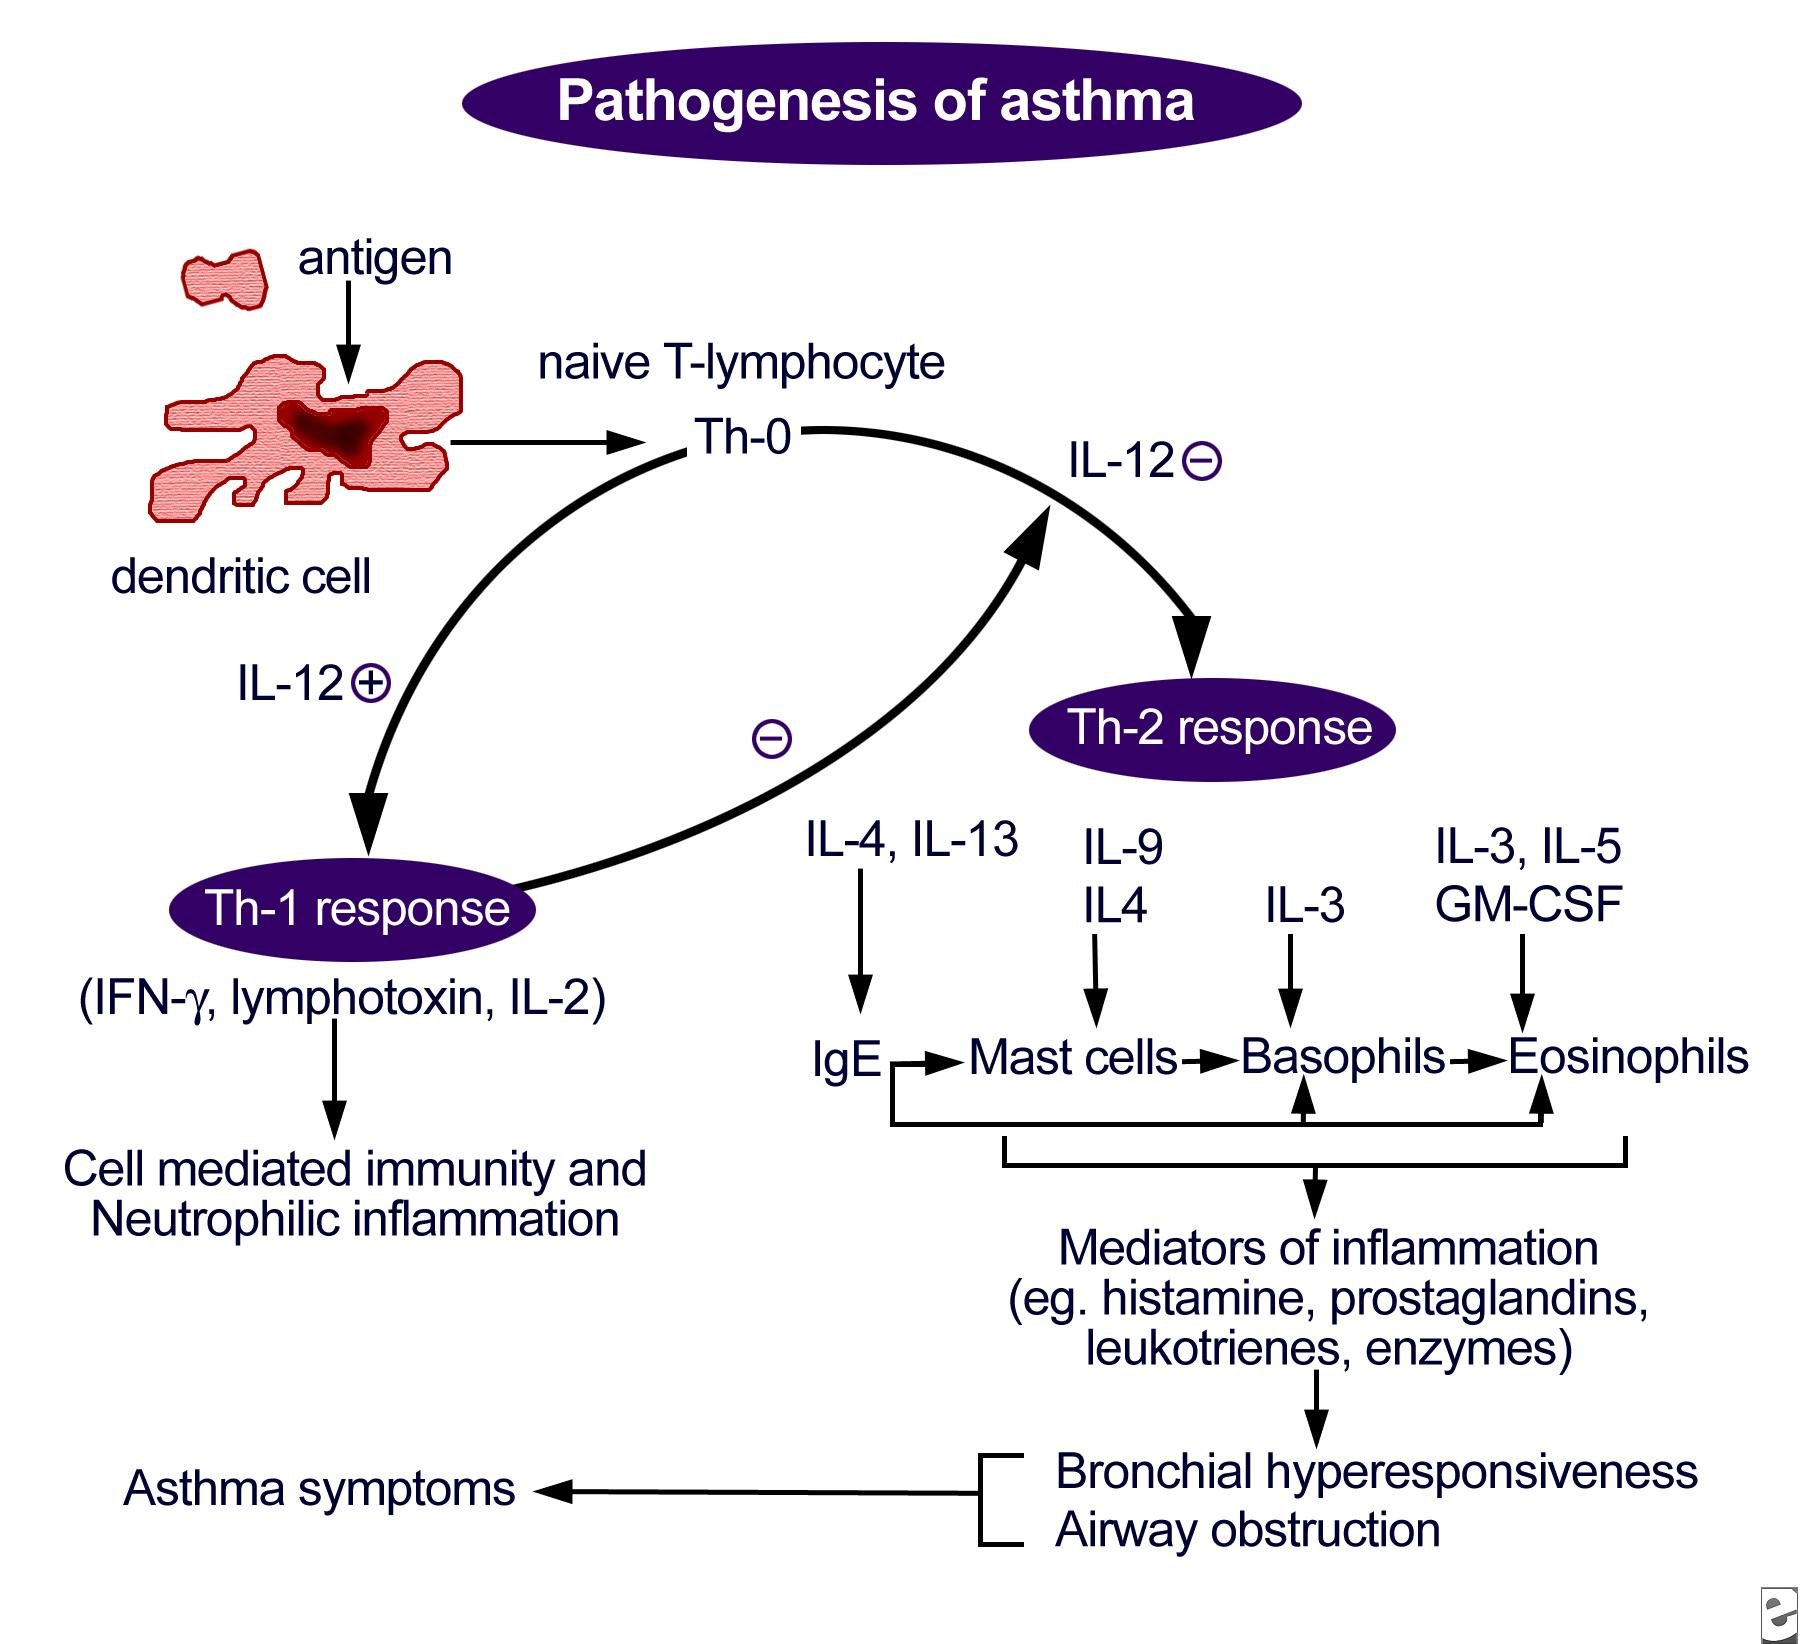 Pathogenesis of asthma
antigen
naive T-lymphocyte
Th-0
IL-12 ⊖
dendritic cell
IL-12 ⊕
⊖
Th-2 response
IL-4, IL-13
IL-9
IL4
IL-3
IL-3, IL-5
GM-CSF
Th-1 response
(IFN-γ, lymphotoxin, IL-2)
IgE
Mast cells
Basophils
Eosinophils
Cell mediated immunity and
Neutrophilic inflammation
Mediators of inflammation
(eg. histamine, prostaglandins,
leukotrienes, enzymes)
Asthma symptoms
Bronchial hyperesponsiveness
Airway obstruction
e